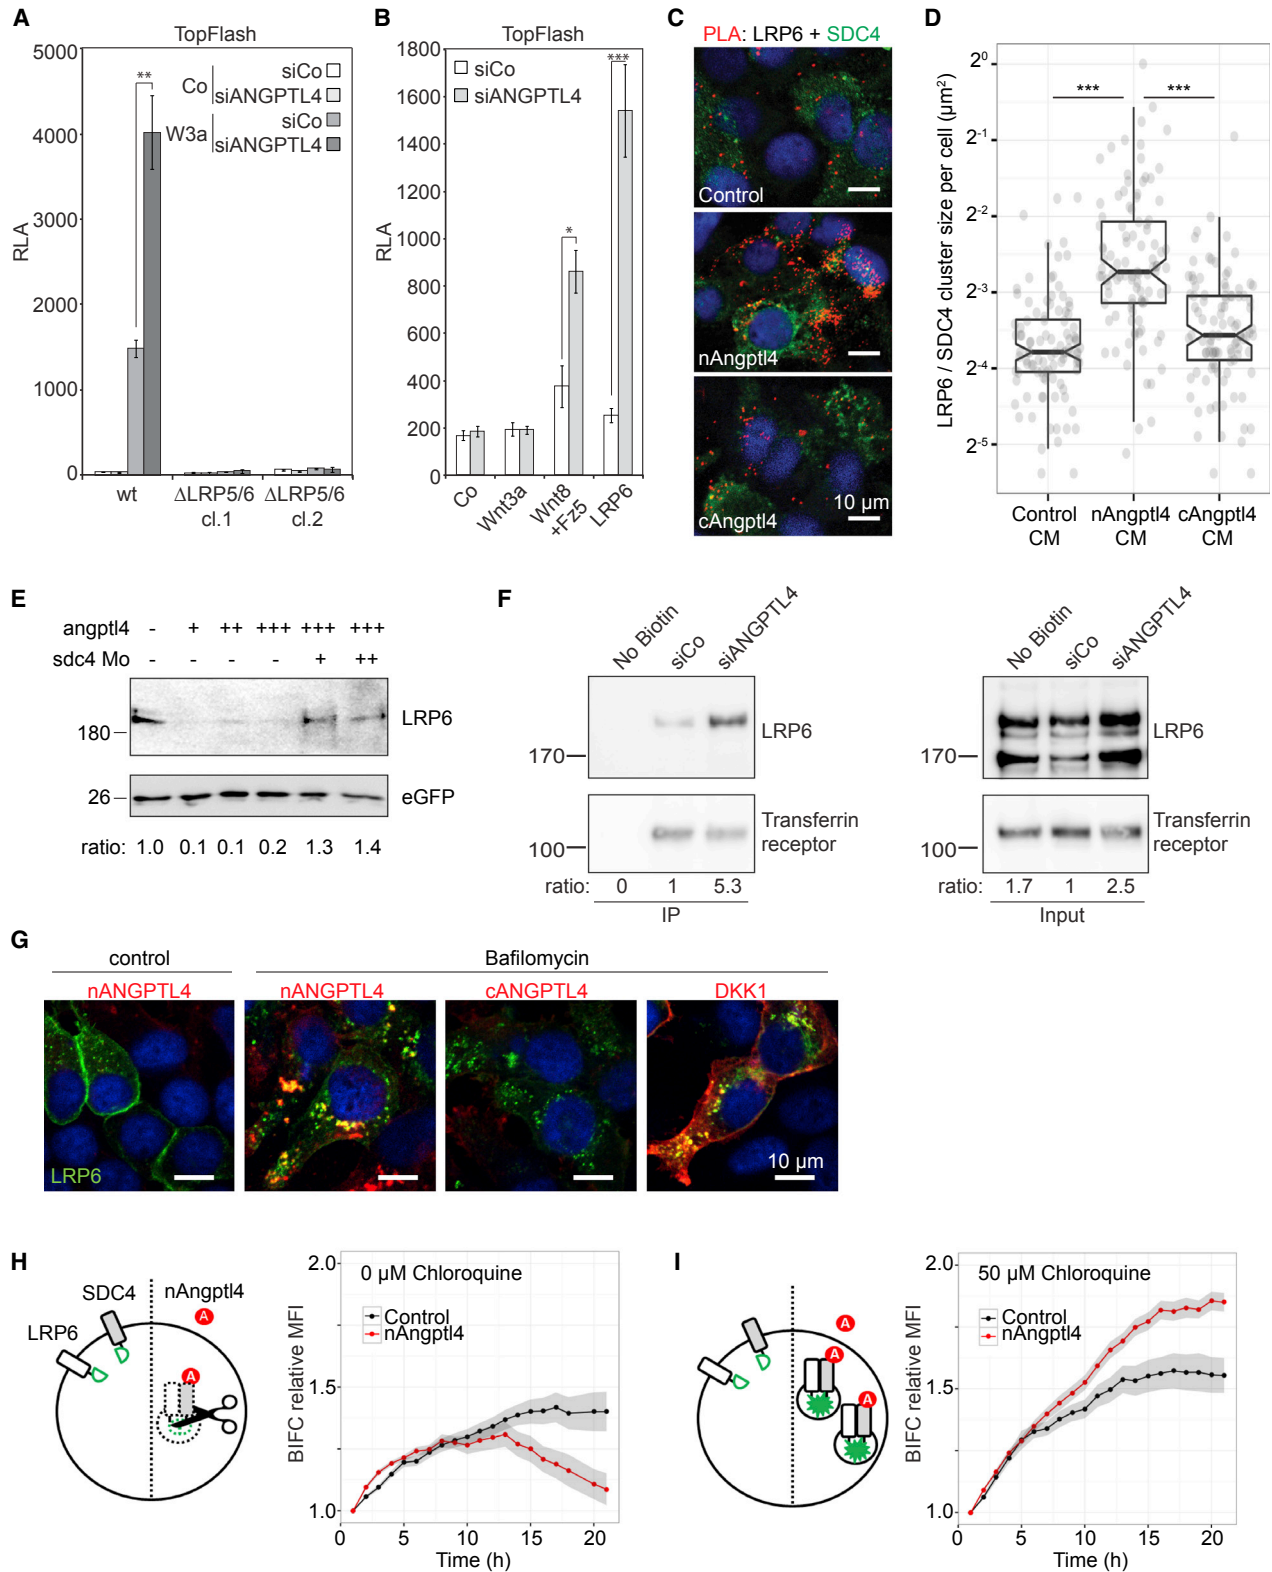 A
TopFlash
5000
4000
3000
2000
1000
0
RLA
**
Co
siCo
siANGPTL4
W3a
siCo
siANGPTL4
wt
ΔLRP5/6 cl.1
ΔLRP5/6 cl.2
B
TopFlash
1800
1600
1400
1200
1000
800
600
400
200
0
RLA
siCo
siANGPTL4
*
***
Co
Wnt3a
Wnt8 +Fz5
LRP6
C
PLA: LRP6 + SDC4
Control
nAngptl4
cAngptl4
10 µm
D
LRP6 / SDC4 cluster size per cell (µm²)
2⁰
2⁻¹
2⁻²
2⁻³
2⁻⁴
2⁻⁵
***
***
Control CM
nAngptl4 CM
cAngptl4 CM
E
angptl4 - + ++ +++ +++ +++
sdc4 Mo - - - - + ++
180
LRP6
26
eGFP
ratio: 1.0 0.1 0.1 0.2 1.3 1.4
F
No Biotin
siCo
siANGPTL4
170
LRP6
100
Transferrin
receptor
ratio: 0 1 5.3
IP
No Biotin
siCo
siANGPTL4
170
LRP6
100
Transferrin
receptor
ratio: 1.7 1 2.5
Input
G
control
Bafilomycin
nANGPTL4
nANGPTL4
cANGPTL4
DKK1
LRP6
10 µm
H
SDC4
nAngptl4
LRP6
A
A
0 µM Chloroquine
Control
nAngptl4
BIFC relative MFI
2.0
1.5
1.0
0 5 10 15 20
Time (h)
I
A
A
A
50 µM Chloroquine
Control
nAngptl4
BIFC relative MFI
2.0
1.5
1.0
0 5 10 15 20
Time (h)